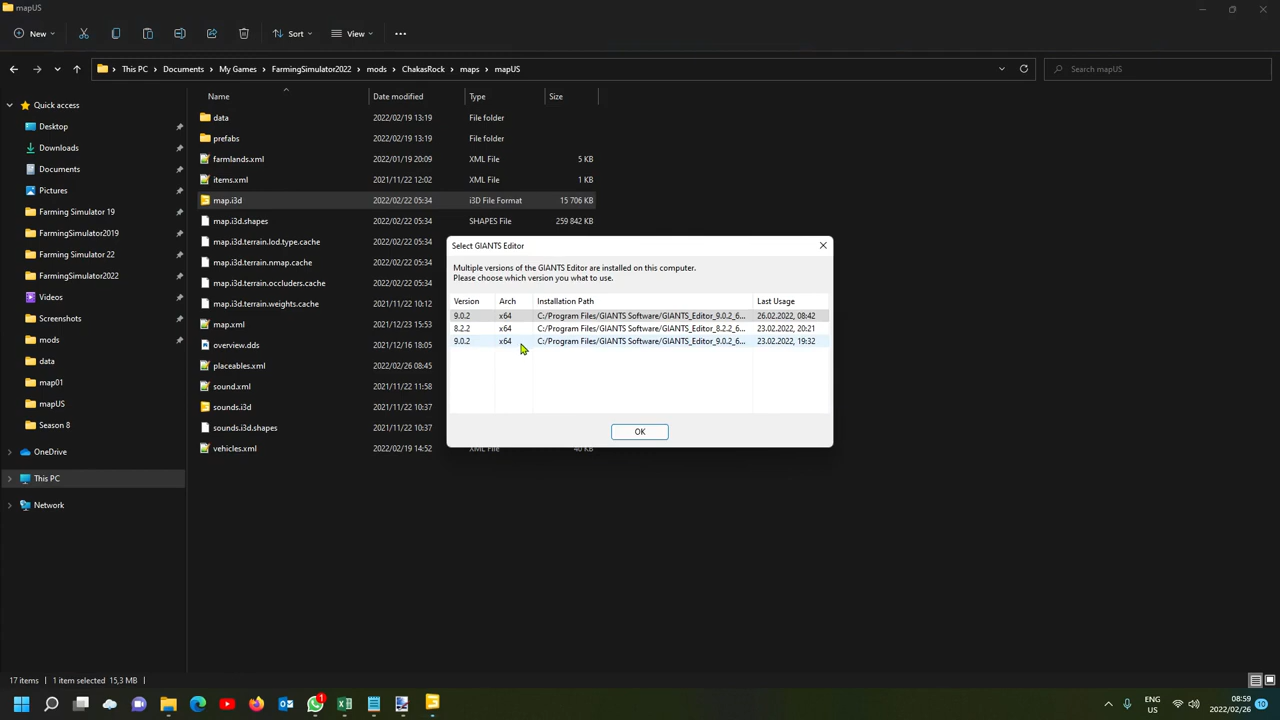 mapUS
New
Sort
View
This PC > Documents > My Games > FarmingSimulator2022 > mods > ChakasRock > maps > mapUS
Search mapUS
Quick access
Desktop
Downloads
Documents
Pictures
Farming Simulator 19
FarmingSimulator2019
Farming Simulator 22
FarmingSimulator2022
Videos
Screenshots
mods
data
map01
mapUS
Season 8
OneDrive
This PC
Network
Name Date modified Type Size
data 2022/02/19 13:19 File folder
prefabs 2022/02/19 13:19 File folder
farmlands.xml 2022/01/19 20:09 XML File 5 KB
items.xml 2021/11/22 12:02 XML File 1 KB
map.i3d 2022/02/22 05:34 i3D File Format 15 706 KB
map.i3d.shapes 2022/02/22 05:34 SHAPES File 259 842 KB
map.i3d.terrain.lod.type.cache 2022/02/22 05:34
map.i3d.terrain.nmap.cache 2022/02/22 05:34
map.i3d.terrain.occluders.cache 2022/02/22 05:34
map.i3d.terrain.weights.cache 2021/11/22 10:12
map.xml 2021/12/23 15:53
overview.dds 2021/12/16 18:05
placeables.xml 2022/02/26 08:45
sound.xml 2021/11/22 11:58
sounds.i3d 2021/11/22 10:37
sounds.i3d.shapes 2021/11/22 10:37
vehicles.xml 2022/02/19 14:52 XML File 40 KB
Select GIANTS Editor
Multiple versions of the GIANTS Editor are installed on this computer.
Please choose which version you what to use.
Version Arch Installation Path Last Usage
9.0.2 x64 C:/Program Files/GIANTS Software/GIANTS_Editor_9.0.2_6... 26.02.2022, 08:42
8.2.2 x64 C:/Program Files/GIANTS Software/GIANTS_Editor_8.2.2_6... 23.02.2022, 20:21
9.0.2 x64 C:/Program Files/GIANTS Software/GIANTS_Editor_9.0.2_6... 23.02.2022, 19:32
OK
17 items 1 item selected 15,3 MB
1
ENG
US
08:59
2022/02/26
10